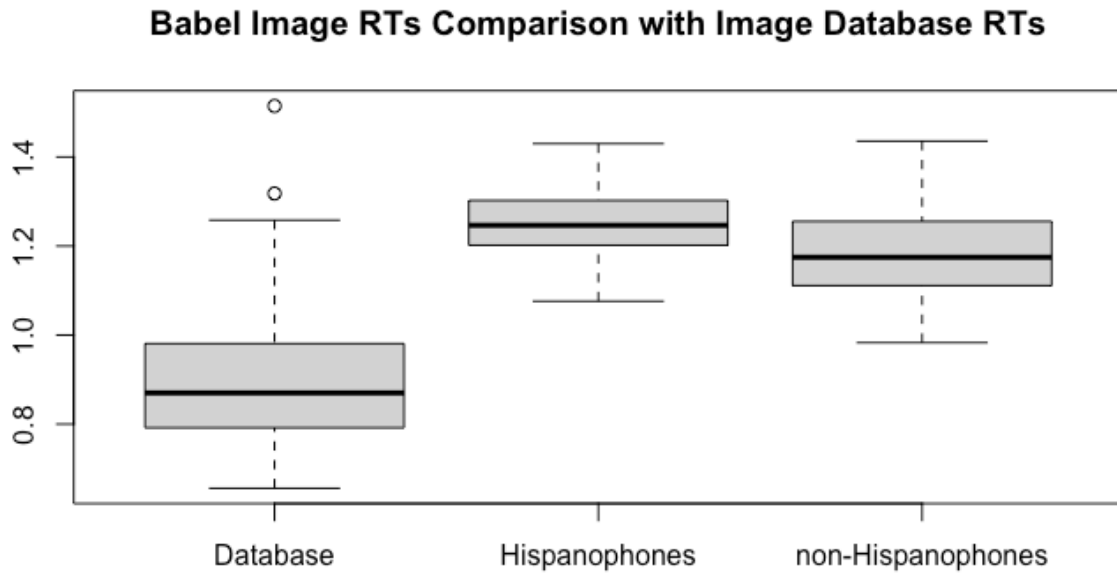 Babel Image RTs Comparison with Image Database RTs
1.4
1.2
1.0
0.8
Database Hispanophones non-Hispanophones